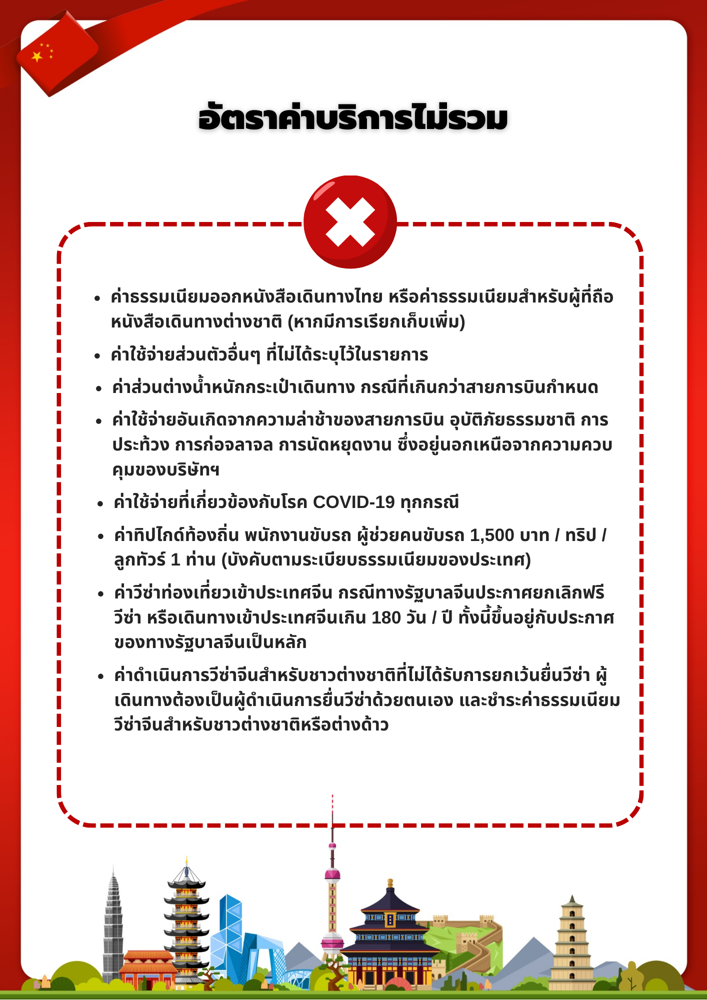 อัตราค่าบริการไม่รวม
• ค่าธรรมเนียมออกหนังสือเดินทางไทย หรือค่าธรรมเนียมสำหรับผู้ที่ถือ
หนังสือเดินทางต่างชาติ (หากมีการเรียกเก็บเพิ่ม)
• ค่าใช้จ่ายส่วนตัวอื่นๆ ที่ไม่ได้ระบุไว้ในรายการ
• ค่าส่วนต่างน้ำหนักกระเป๋าเดินทาง กรณีที่เกินกว่าสายการบินกำหนด
• ค่าใช้จ่ายอันเกิดจากความล่าช้าของสายการบิน อุบัติภัยธรรมชาติ การ
ประท้วง การก่อจลาจล การนัดหยุดงาน ซึ่งอยู่นอกเหนือจากความควบ
คุมของบริษัทฯ
• ค่าใช้จ่ายที่เกี่ยวข้องกับโรค COVID-19 ทุกกรณี
• ค่าทิปไกด์ท้องถิ่น พนักงานขับรถ ผู้ช่วยคนขับรถ 1,500 บาท / ทริป /
ลูกทัวร์ 1 ท่าน (บังคับตามระเบียบธรรมเนียมของประเทศ)
• ค่าวีซ่าท่องเที่ยวเข้าประเทศจีน กรณีทางรัฐบาลจีนประกาศยกเลิกฟรี
วีซ่า หรือเดินทางเข้าประเทศจีนเกิน 180 วัน / ปี ทั้งนี้ขึ้นอยู่กับประกาศ
ของทางรัฐบาลจีนเป็นหลัก
• ค่าดำเนินการวีซ่าจีนสำหรับชาวต่างชาติที่ไม่ได้รับการยกเว้นยื่นวีซ่า ผู้
เดินทางต้องเป็นผู้ดำเนินการยื่นวีซ่าด้วยตนเอง และชำระค่าธรรมเนียม
วีซ่าจีนสำหรับชาวต่างชาติหรือต่างด้าว